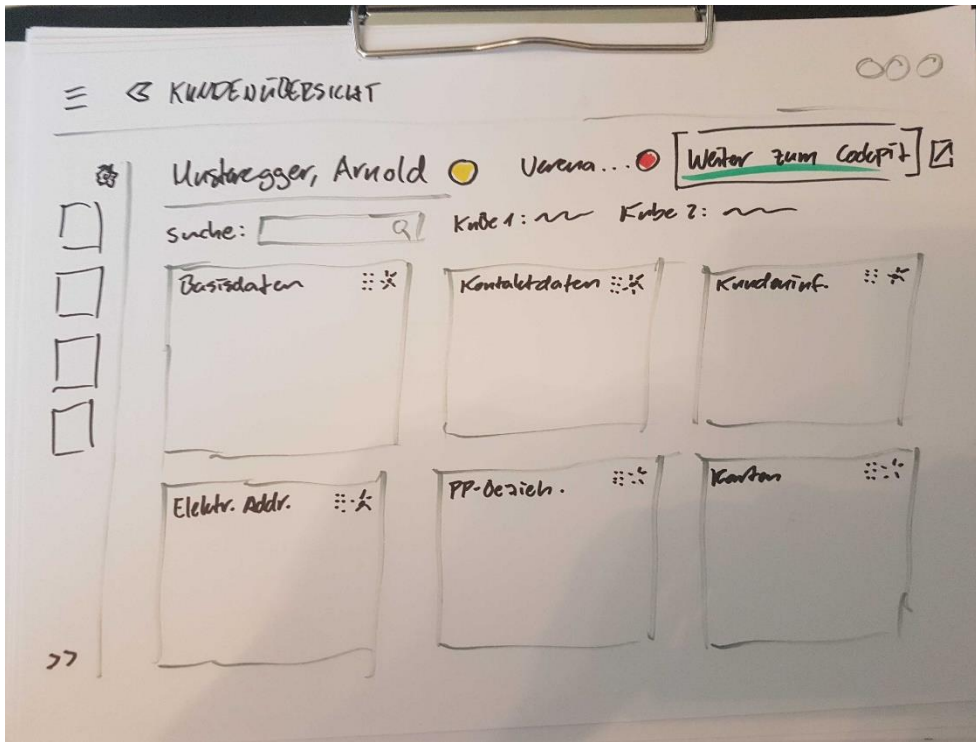 KUNDENÜBERSICHT
Arnold Verena... Weiter zum Cockpit
Suche: KuBe 1: KuBe 2:
Basisdaten Kontaktdaten Kundeninf.
Elektr. Addr. PP-Bezieh. Karten
>>